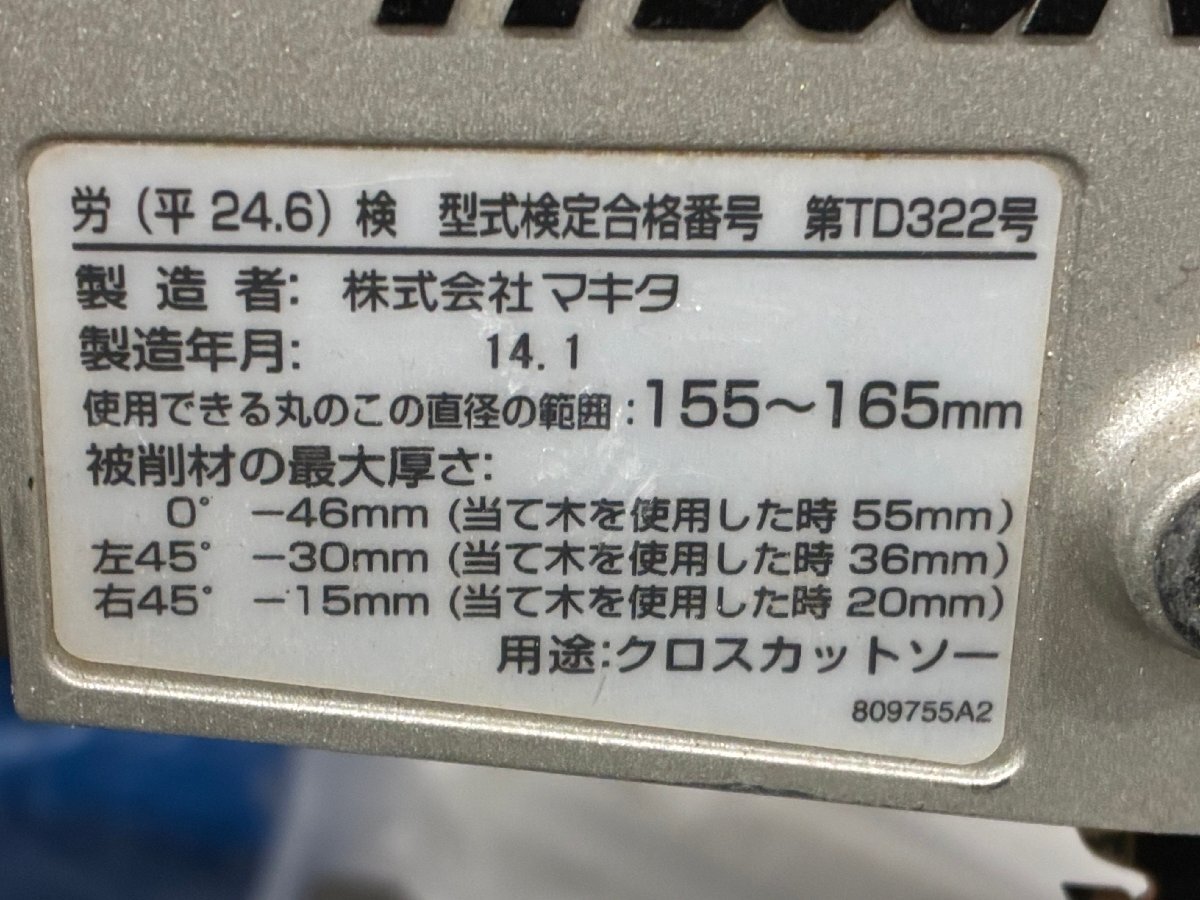 労（平 24.6）検　型式検定合格番号　第TD322号
製 造 者：株式会社 マキタ
製造年月：14.1
使用できる丸のこの直径の範囲：155～165mm
被削材の最大厚さ：
0° －46mm（当て木を使用した時 55mm）
左45° －30mm（当て木を使用した時 36mm）
右45° －15mm（当て木を使用した時 20mm）
用途：クロスカットソー
809755A2